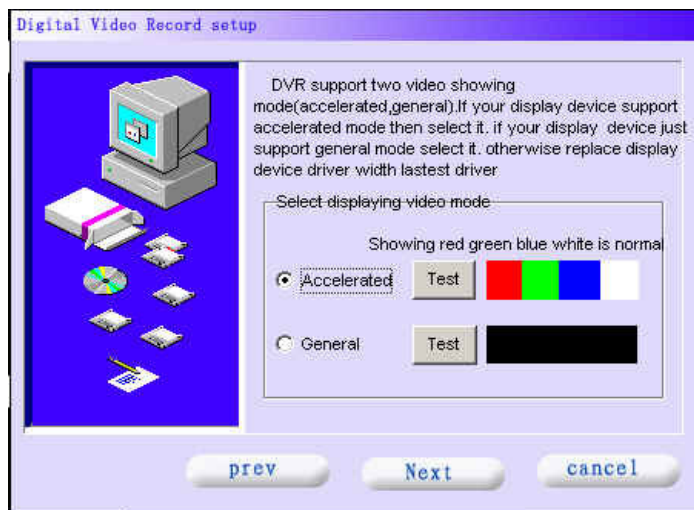 Digital Video Record setup
DVR support two video showing
mode(accelerated,general).If your display device support
accelerated mode then select it. if your display device just
support general mode select it. otherwise replace display
device driver width lastest driver
Select displaying video mode
Showing red green blue white is normal
Accelerated Test
General Test
prev Next cancel